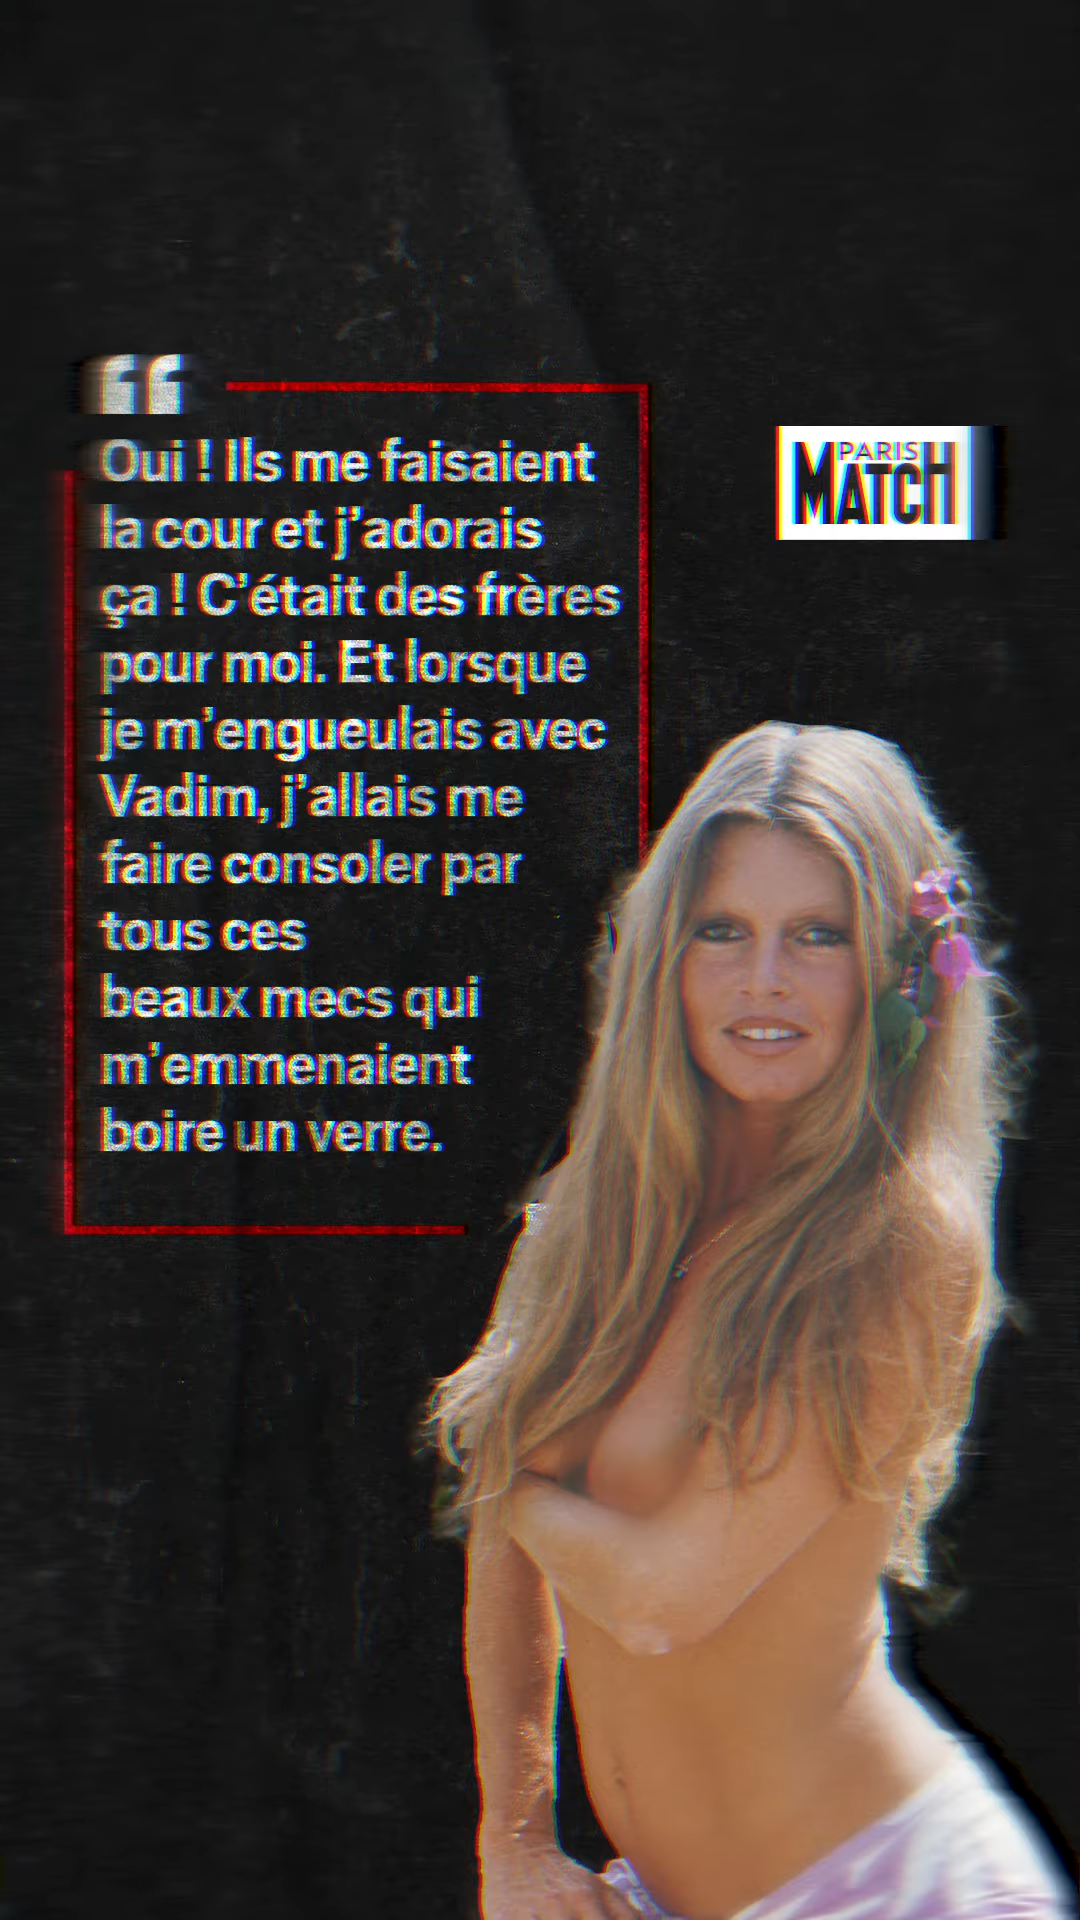 “
Oui ! Ils me faisaient
la cour et j’adorais
ça ! C’était des frères
pour moi. Et lorsque
je m’engueulais avec
Vadim, j’allais me
faire consoler par
tous ces
beaux mecs qui
m’emmenaient
boire un verre.
PARIS
MATCH